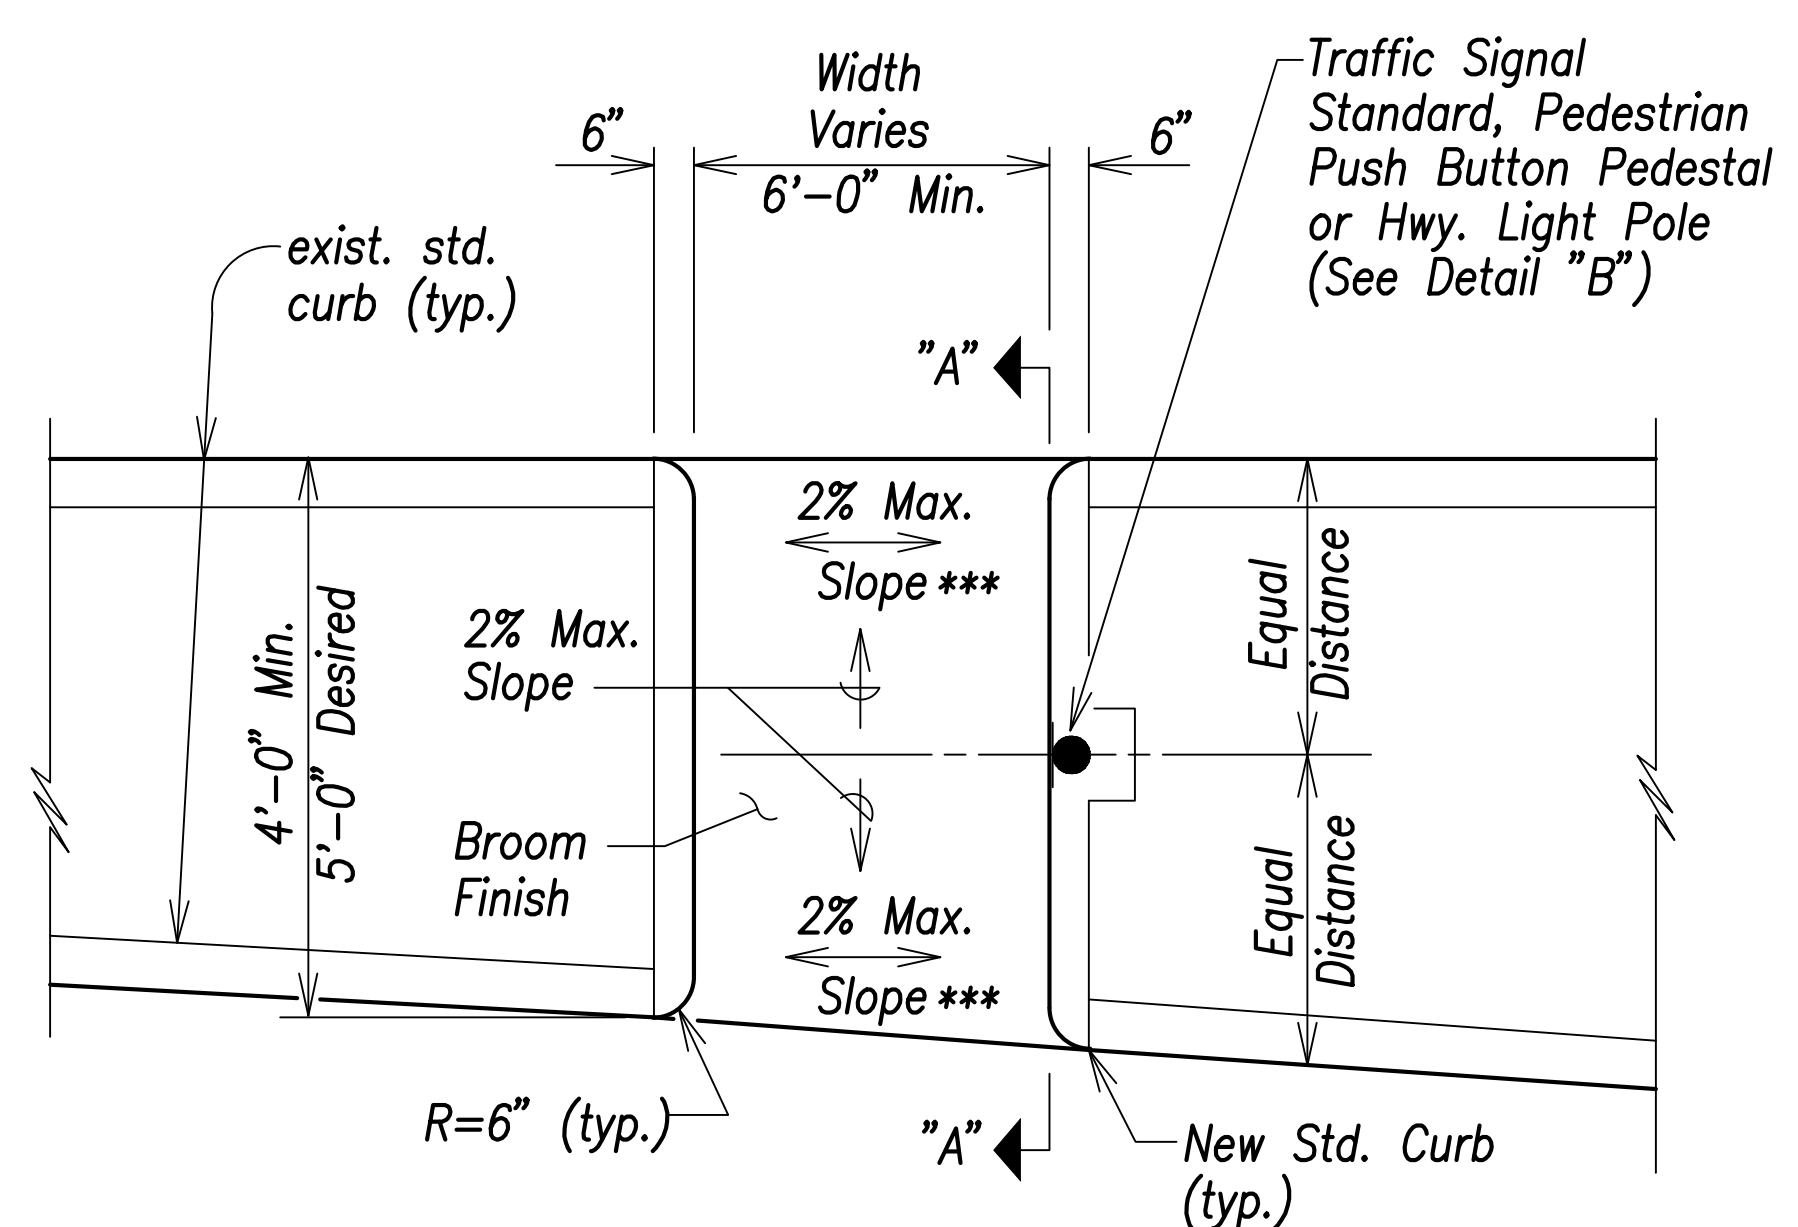 Width
Varies
6'-0" Min.
6"
6"
Traffic Signal
Standard, Pedestrian
Push Button Pedestal
or Hwy. Light Pole
(See Detail "B")
exist. std.
curb (typ.)
"A"
2% Max.
Slope ***
2% Max.
Slope
4'-0" Min.
5'-0" Desired
Equal
Distance
Broom
Finish
Equal
Distance
2% Max.
Slope ***
R=6" (typ.)
"A"
New Std. Curb
(typ.)